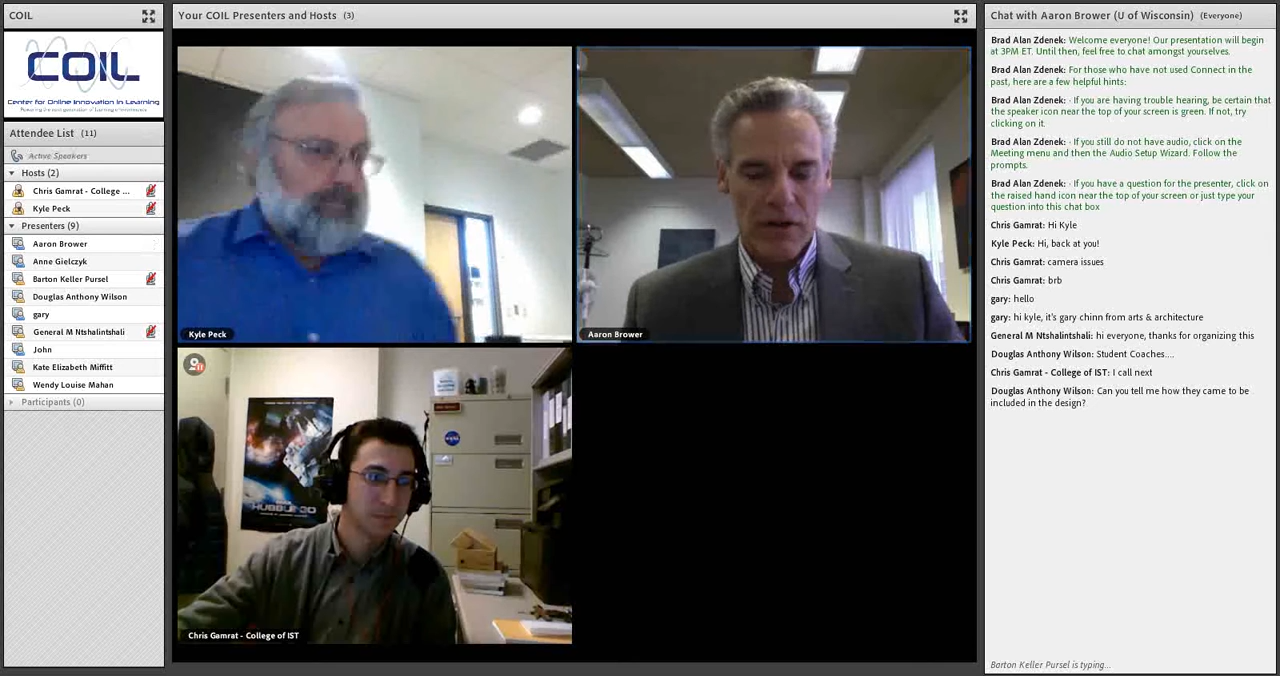 COIL
COIL
Center for Online Innovation in Learning
Attendee List (11)
Active Speakers
Hosts (2)
Chris Gamrat - College ...
Kyle Peck
Presenters (9)
Aaron Brower
Anne Gielczyk
Barton Keller Pursel
Douglas Anthony Wilson
gary
General M Ntshalintshali
John
Kate Elizabeth Miffitt
Wendy Louise Mahan
Participants (0)
Your COIL Presenters and Hosts (3)
Kyle Peck
Aaron Brower
NASA
HUBBLE 3D
Chris Gamrat - College of IST
Chat with Aaron Brower (U of Wisconsin) (Everyone)
Brad Alan Zdenek: Welcome everyone! Our presentation will begin
at 3PM ET. Until then, feel free to chat amongst yourselves.
Brad Alan Zdenek: For those who have not used Connect in the
past, here are a few helpful hints:
Brad Alan Zdenek: - If you are having trouble hearing, be certain that
the speaker icon near the top of your screen is green. If not, try
clicking on it.
Brad Alan Zdenek: - If you still do not have audio, click on the
Meeting menu and then the Audio Setup Wizard. Follow the
prompts.
Brad Alan Zdenek: - If you have a question for the presenter, click on
the raised hand icon near the top of your screen or just type your
question into this chat box
Chris Gamrat: Hi Kyle
Kyle Peck: Hi, back at you!
Chris Gamrat: camera issues
Chris Gamrat: brb
gary: hello
gary: hi kyle, it's gary chinn from arts & architecture
General M Ntshalintshali: hi everyone, thanks for organizing this
Douglas Anthony Wilson: Student Coaches....
Chris Gamrat - College of IST: I call next
Douglas Anthony Wilson: Can you tell me how they came to be
included in the design?
Barton Keller Pursel is typing...